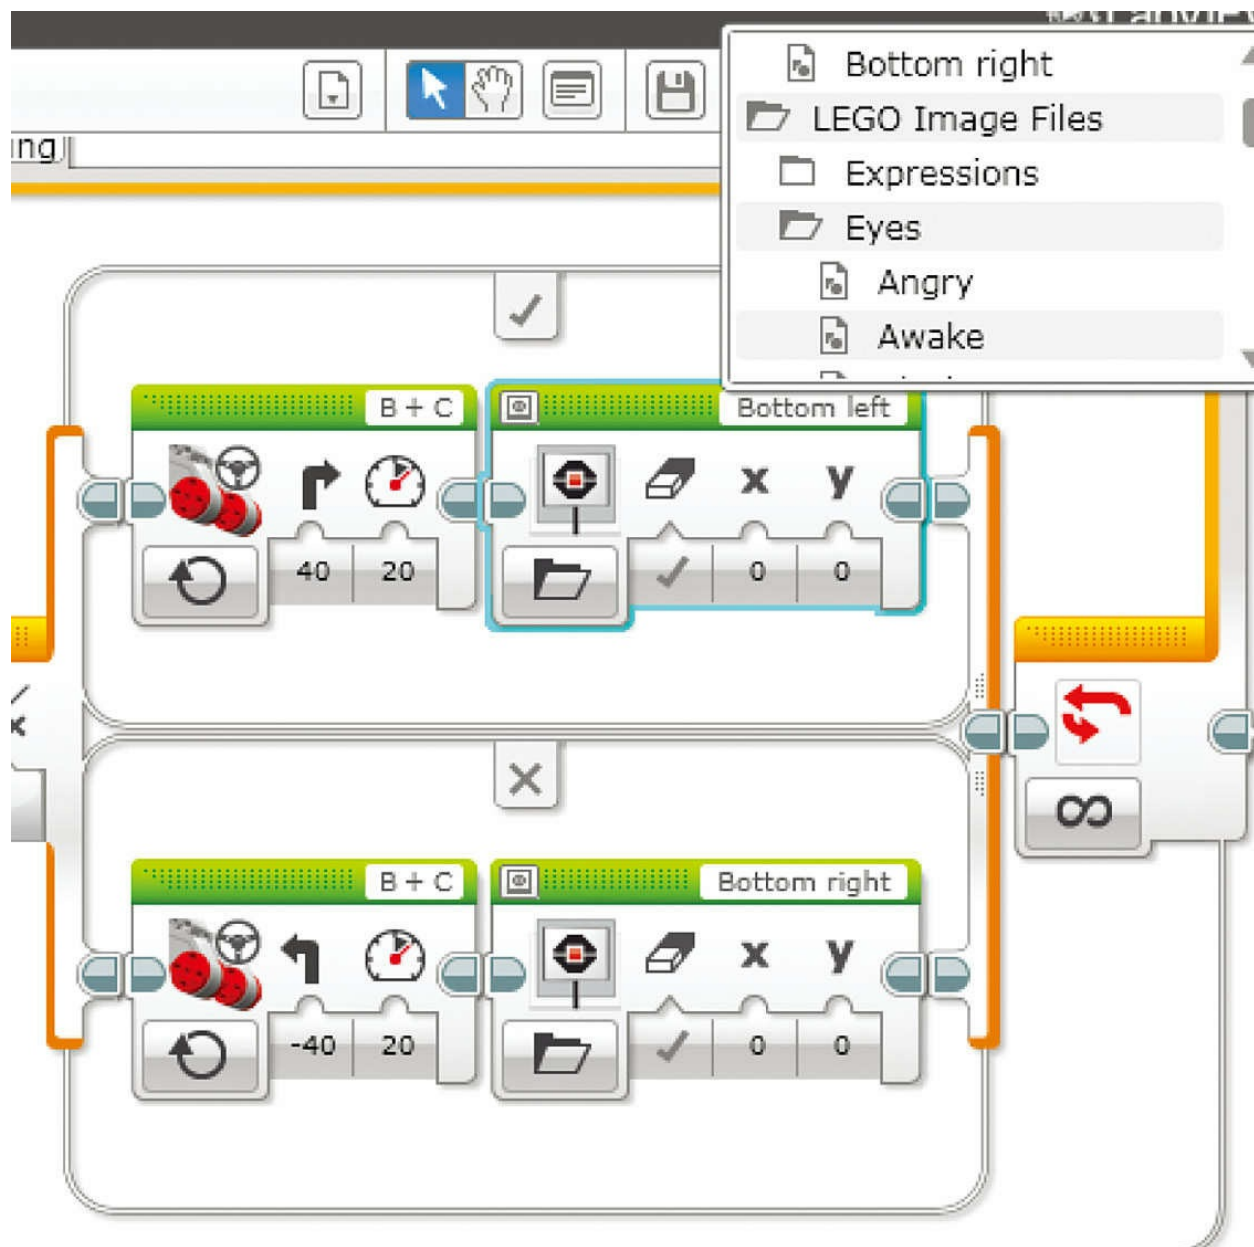 Bottom right
LEGO Image Files
ing
Expressions
Eyes
Angry
Awake
B + C
Bottom left
x y
40 20 0 0
B + C
Bottom right
x y
-40 20 0 0